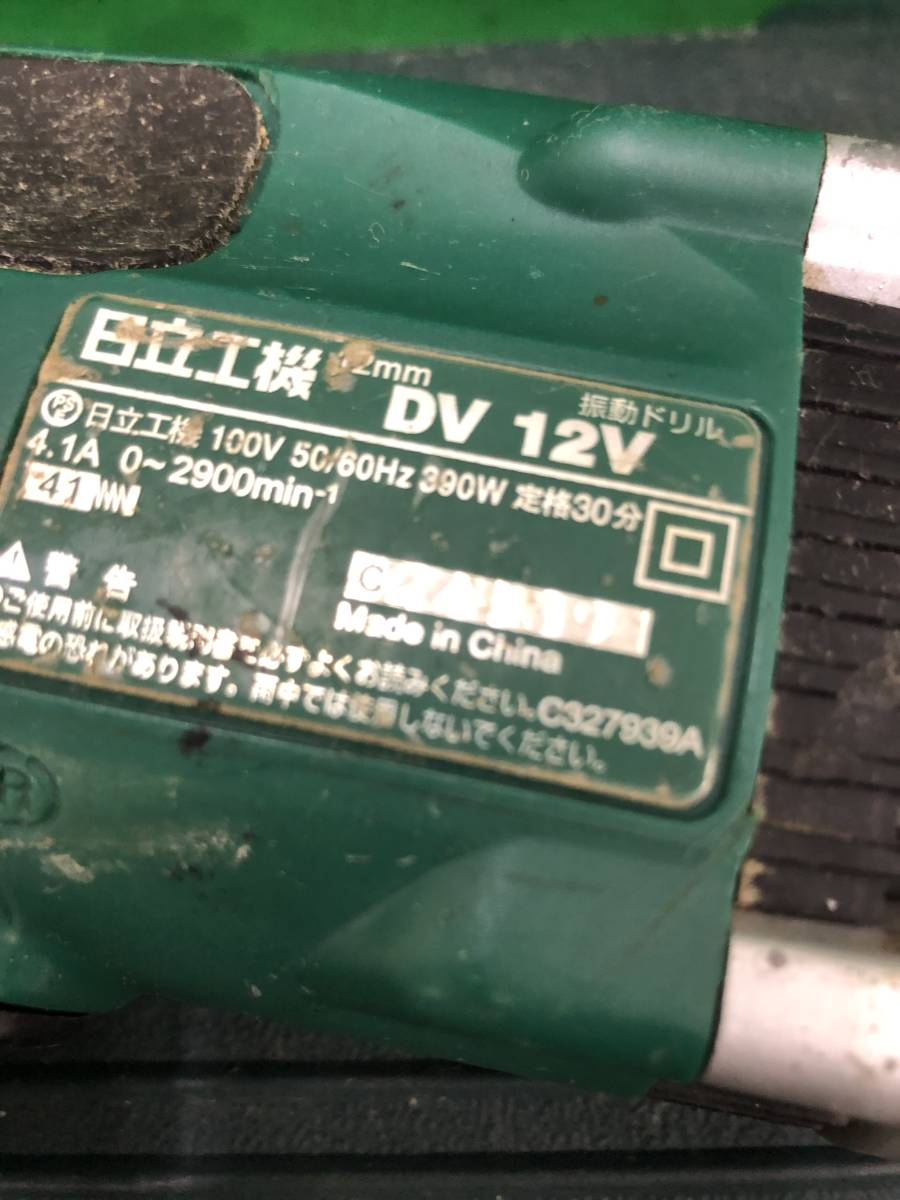 日立工機
12mm
振動ドリル
DV 12V
PSE 日立工機 100V 50/60Hz 390W 定格30分
4.1A 0~2900min-1
41
警告
Made in China
ご使用前に取扱説明書を必ずよくお読みください。C327939A
感電の恐れがあります。雨中では使用しないでください。